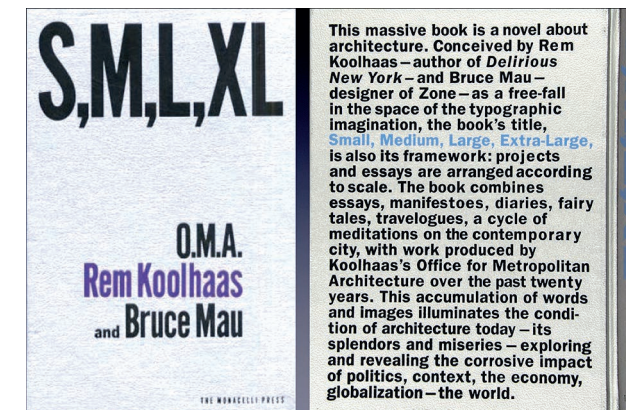 S,M,L,XL
O.M.A.
Rem Koolhaas
and Bruce Mau
THE MONACELLI PRESS
This massive book is a novel about
architecture. Conceived by Rem
Koolhaas—author of Delirious
New York—and Bruce Mau—
designer of Zone—as a free-fall
in the space of the typographic
imagination, the book's title,
Small, Medium, Large, Extra-Large,
is also its framework: projects
and essays are arranged according
to scale. The book combines
essays, manifestoes, diaries, fairy
tales, travelogues, a cycle of
meditations on the contemporary
city, with work produced by
Koolhaas's Office for Metropolitan
Architecture over the past twenty
years. This accumulation of words
and images illuminates the condi-
tion of architecture today—its
splendors and miseries—exploring
and revealing the corrosive impact
of politics, context, the economy,
globalization—the world.